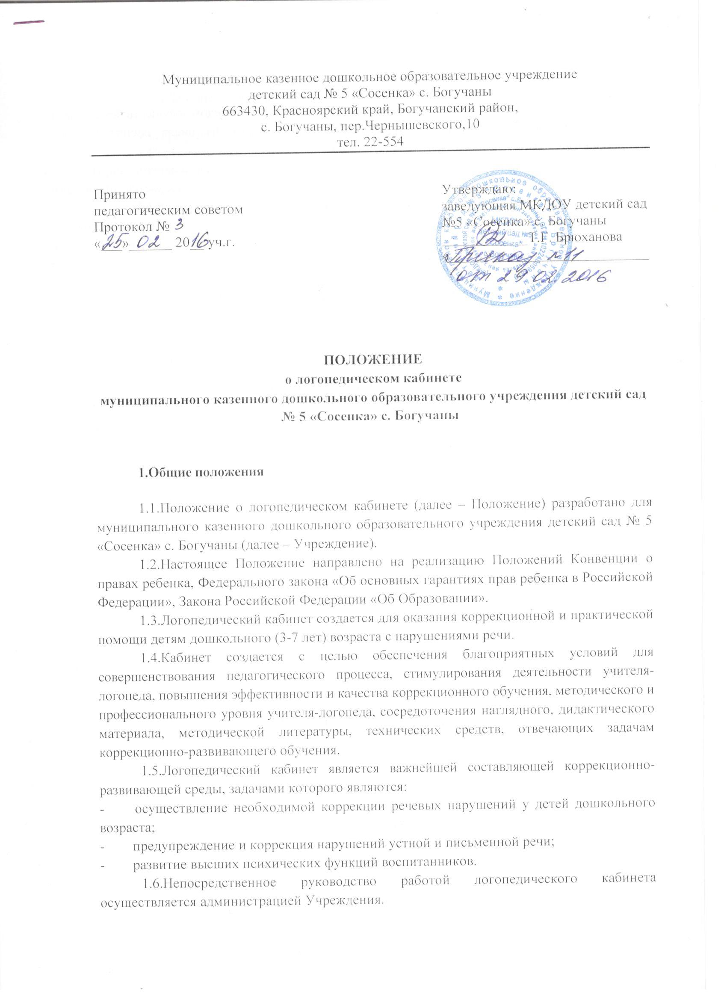 Муниципальное казенное дошкольное образовательное учреждение
детский сад № 5 «Сосенка» с. Богучаны
663430, Красноярский край, Богучанский район,
с. Богучаны, пер.Чернышевского,10
тел. 22-554
Принято
педагогическим советом
Протокол № 3
«25» 02 2016 уч.г.
Утверждаю:
заведующая МКДОУ детский сад
№5 «Сосенка» с. Богучаны
Т.Г. Брюханова
Приказ №11
от 29.02.2016
ПОЛОЖЕНИЕ
о логопедическом кабинете
муниципального казенного дошкольного образовательного учреждения детский сад
№ 5 «Сосенка» с. Богучаны
1.Общие положения
1.1.Положение о логопедическом кабинете (далее – Положение) разработано для
муниципального казенного дошкольного образовательного учреждения детский сад № 5
«Сосенка» с. Богучаны (далее – Учреждение).
1.2.Настоящее Положение направлено на реализацию Положений Конвенции о
правах ребенка, Федерального закона «Об основных гарантиях прав ребенка в Российской
Федерации», Закона Российской Федерации «Об Образовании».
1.3.Логопедический кабинет создается для оказания коррекционной и практической
помощи детям дошкольного (3-7 лет) возраста с нарушениями речи.
1.4.Кабинет создается с целью обеспечения благоприятных условий для
совершенствования педагогического процесса, стимулирования деятельности учителя-
логопеда, повышения эффективности и качества коррекционного обучения, методического и
профессионального уровня учителя-логопеда, сосредоточения наглядного, дидактического
материала, методической литературы, технических средств, отвечающих задачам
коррекционно-развивающего обучения.
1.5.Логопедический кабинет является важнейшей составляющей коррекционно-
развивающей среды, задачами которого являются:
- осуществление необходимой коррекции речевых нарушений у детей дошкольного
возраста;
- предупреждение и коррекция нарушений устной и письменной речи;
- развитие высших психических функций воспитанников.
1.6.Непосредственное руководство работой логопедического кабинета
осуществляется администрацией Учреждения.